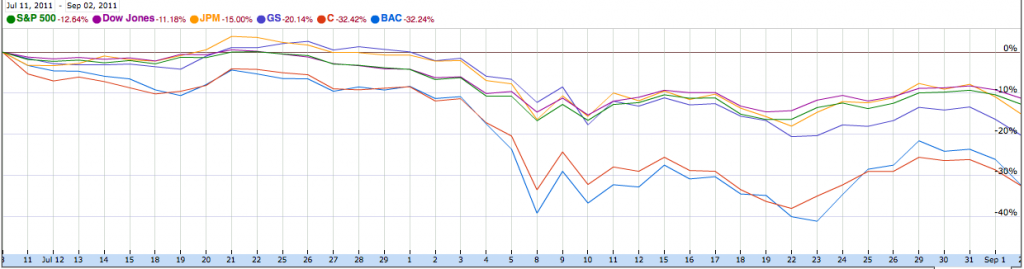 Jul 11, 2011 - Sep 02, 2011
S&P 500 -12.64% Dow Jones -11.18% JPM -15.00% GS -20.14% C -32.42% BAC -32.24%
0%
-10%
-20%
-30%
-40%
11 Jul 12 13 14 15 18 19 20 21 22 25 26 27 28 29 1 2 3 4 5 8 9 10 11 12 15 16 17 18 19 22 23 24 25 26 29 30 31 Sep 1